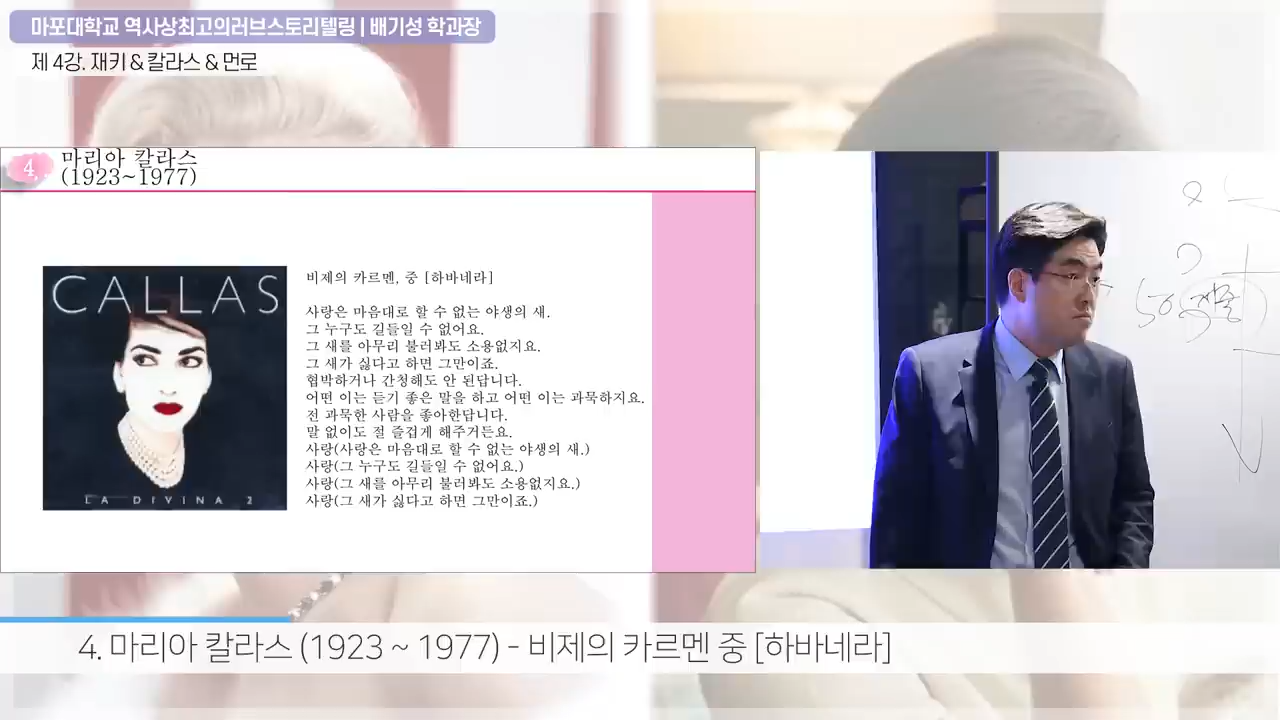 마포대학교 역사상최고의러브스토리텔링 | 배기성 학과장
제 4강. 재키 & 칼라스 & 먼로
4.
마리아 칼라스
(1923~1977)
CALLAS
LA DIVINA 2
비제의 카르멘, 중 [하바네라]
사랑은 마음대로 할 수 없는 야생의 새.
그 누구도 길들일 수 없어요.
그 새를 아무리 불러봐도 소용없지요.
그 새가 싫다고 하면 그만이죠.
협박하거나 간청해도 안 된답니다.
어떤 이는 듣기 좋은 말을 하고 어떤 이는 과묵하지요.
전 과묵한 사람을 좋아한답니다.
말 없이도 절 즐겁게 해주거든요.
사랑(사랑은 마음대로 할 수 없는 야생의 새.)
사랑(그 누구도 길들일 수 없어요.)
사랑(그 새를 아무리 불러봐도 소용없지요.)
사랑(그 새가 싫다고 하면 그만이죠.)
4. 마리아 칼라스 (1923 ~ 1977) - 비제의 카르멘 중 [하바네라]